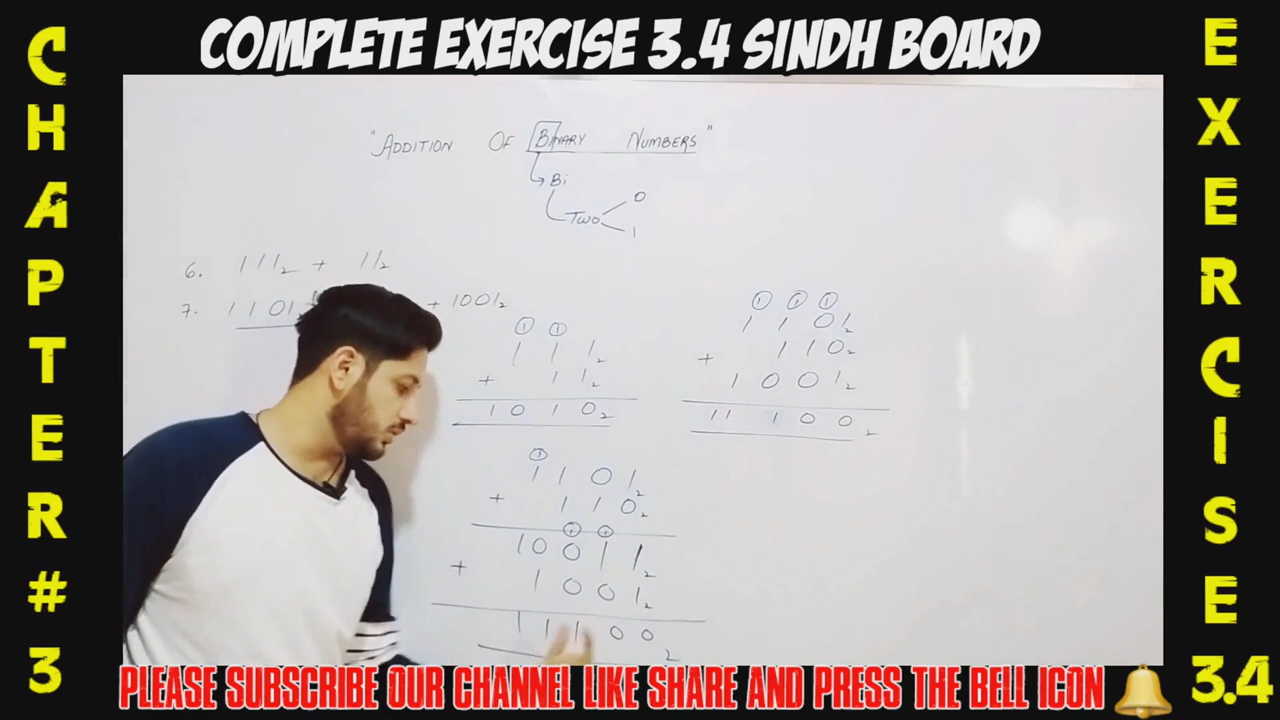 COMPLETE EXERCISE 3.4 SINDH BOARD
CHAPTER # 3
"ADDITION OF BINARY NUMBERS"
Bi
Two
0
1
6. 111₂ + 11₂
7. 1101 + 1001₂
1 1
1 1 1₂
+ 1 1₂
1 0 1 0₂
1 1 1
1 1 0 1₂
1 1 0₂
+ 1 0 0 1₂
1 1 1 0 0₂
1
1 1 0 1₂
+ 1 1 0₂
1 1
1 0 0 1 1₂
+ 1 0 0 1₂
1 1 1 0 0₂
EXERCISE 3.4
PLEASE SUBSCRIBE OUR CHANNEL LIKE SHARE AND PRESS THE BELL ICON